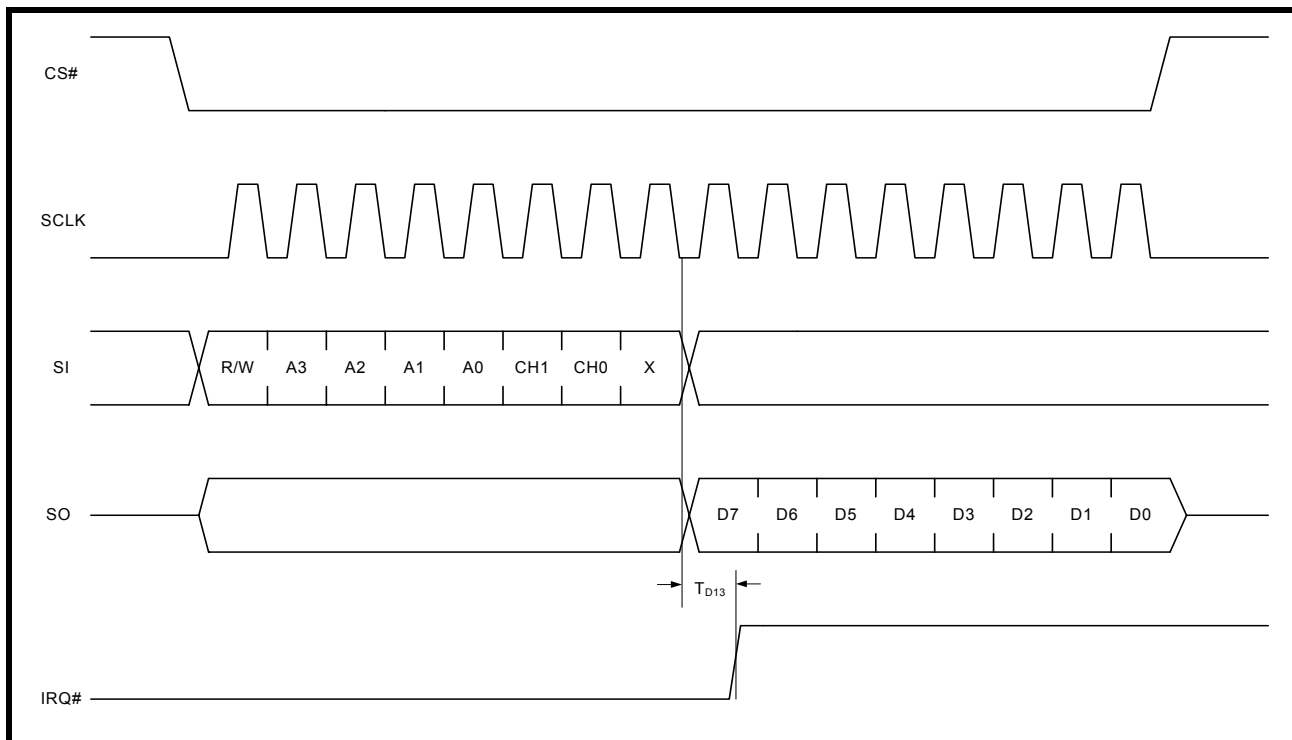 CS#
SCLK
SI R/W A3 A2 A1 A0 CH1 CH0 X
SO D7 D6 D5 D4 D3 D2 D1 D0
TD13
IRQ#